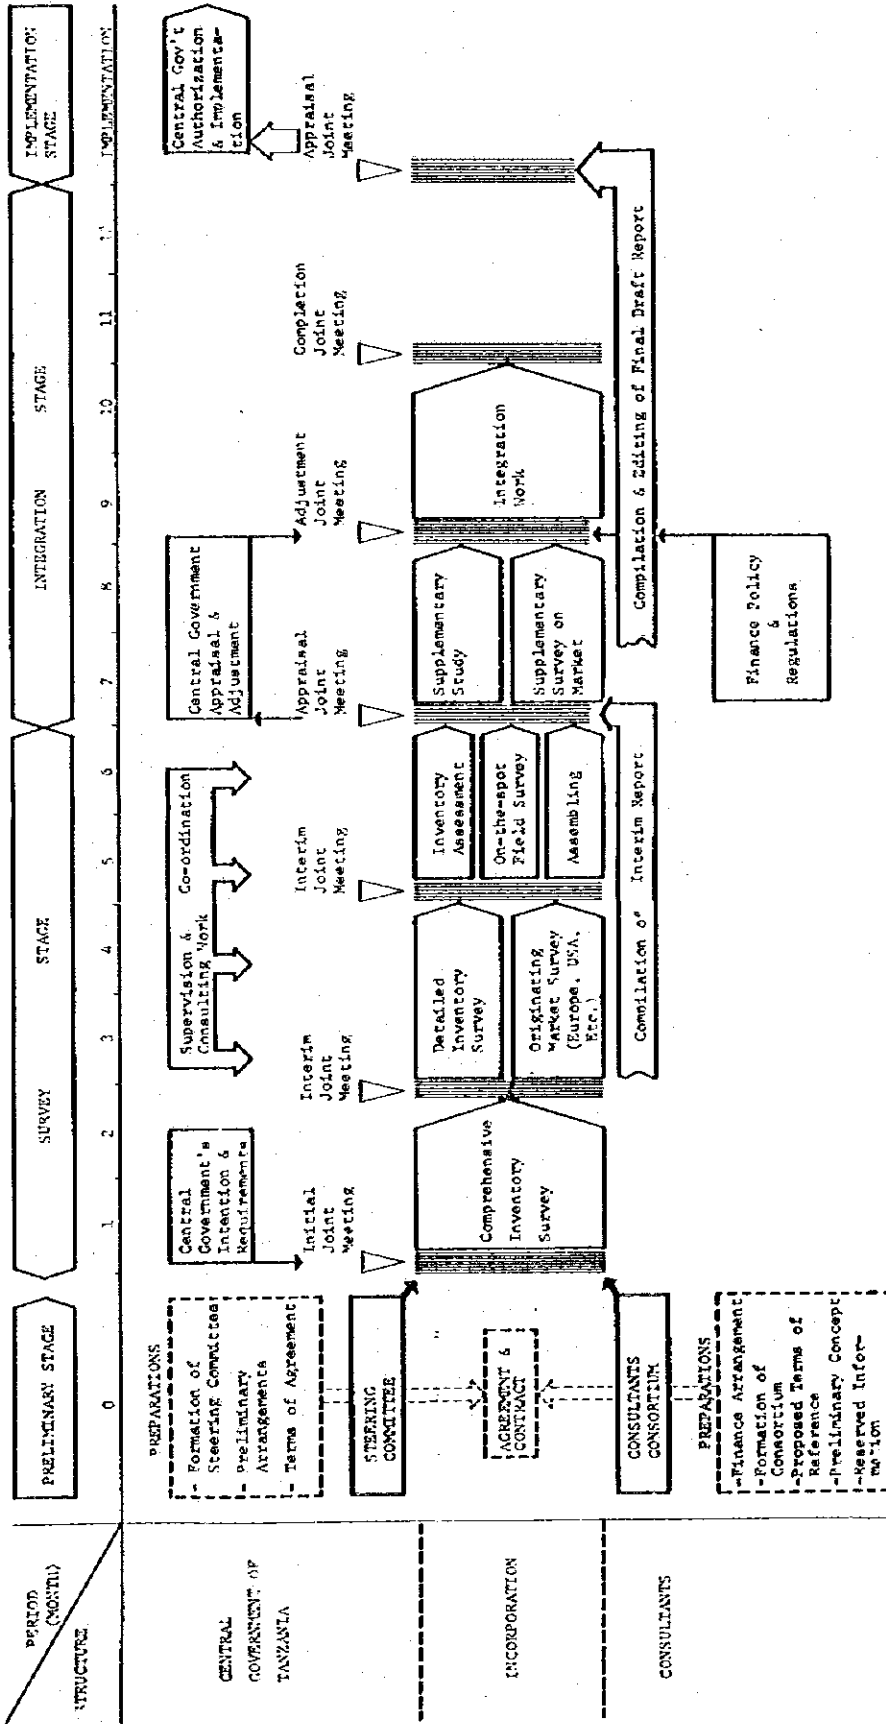 PERIOD
(MONTH)
STRUCTURE
PRELIMINARY STAGE
SURVEY STAGE
INTEGRATION STAGE
IMPLEMENTATION
STAGE
0 1 2 3 4 5 6 7 8 9 10 11 IMPLEMENTATION
CENTRAL
GOVERNMENT OF
TANZANIA
PREPARATIONS
- Formation of
Steering Committee
- Preliminary
Arrangements
- Terms of Agreement
Central
Government's
Intention &
Requirements
Supervision &
Consulting Work
Co-ordination
Central Government
Appraisal &
Adjustment
Central Gov't
Authorization
& Implementa-
tion
Initial
Joint
Meeting
Interim
Joint
Meeting
Interim
Joint
Meeting
Appraisal
Joint
Meeting
Adjustment
Joint
Meeting
Completion
Joint
Meeting
Appraisal
Joint
Meeting
STEERING
COMMITTEE
INCORPORATION
AGREEMENT &
CONTRACT
Comprehensive
Inventory
Survey
Detailed
Inventory
Survey
Originating
Market Survey
(Europe, USA,
Etc.)
Inventory
Assessment
On-the-spot
Field Survey
Assembling
Supplementary
Study
Supplementary
Survey on
Market
Integration
Work
CONSULTANTS
CONSULTANTS
CONSORTIUM
Compilation of Interim Report
Compilation & Editing of Final Draft Report
PREPARATIONS
-Finance Arrangement
-Formation of
Consortium
-Proposed Terms of
Reference
-Preliminary Concept
-Reserved Infor-
mation
Finance Policy
&
Regulations